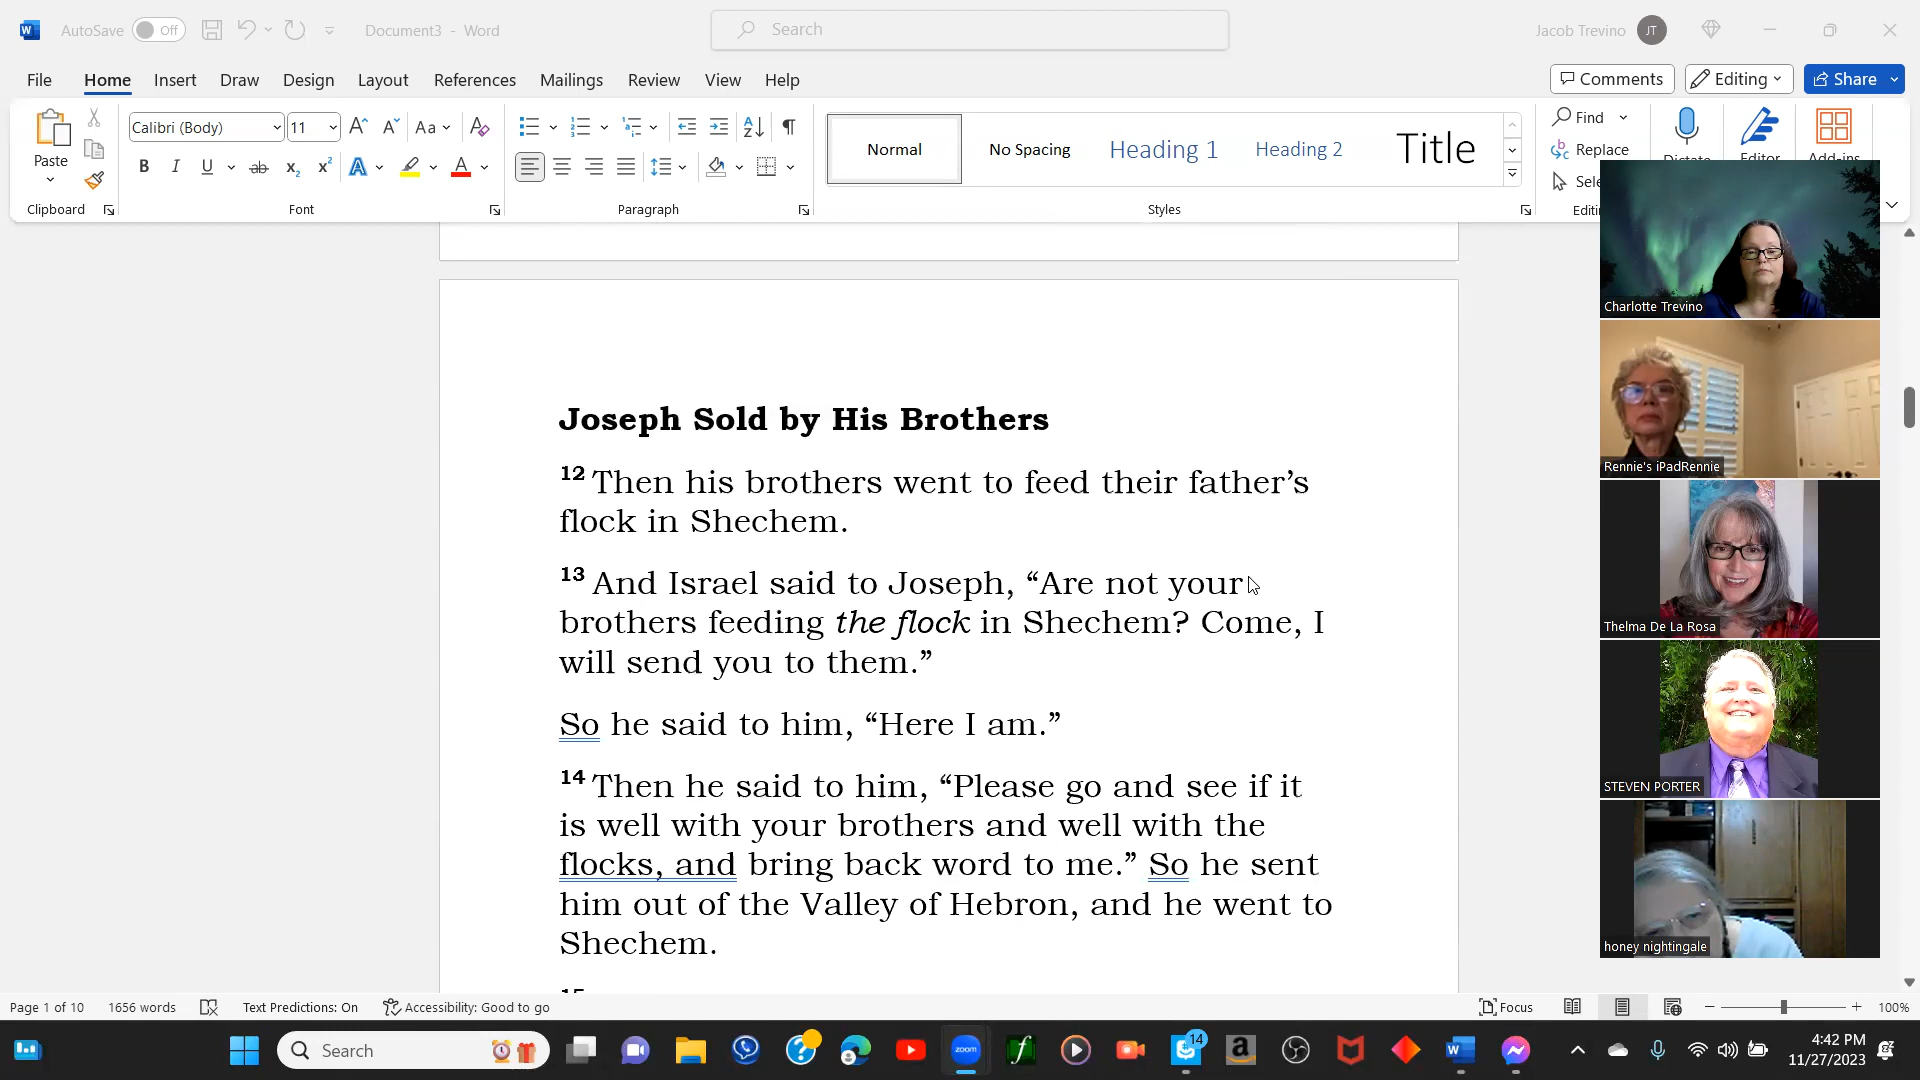 AutoSave Off Document3 - Word Search Jacob Trevino JT
File Home Insert Draw Design Layout References Mailings Review View Help Comments Editing Share
Paste Calibri (Body) 11 Aa Normal No Spacing Heading 1 Heading 2 Title Find Replace
Clipboard Font Paragraph Styles
Joseph Sold by His Brothers
12 Then his brothers went to feed their father’s
flock in Shechem.
13 And Israel said to Joseph, “Are not your
brothers feeding the flock in Shechem? Come, I
will send you to them.”
So he said to him, “Here I am.”
14 Then he said to him, “Please go and see if it
is well with your brothers and well with the
flocks, and bring back word to me.” So he sent
him out of the Valley of Hebron, and he went to
Shechem.
Charlotte Trevino
Rennie's iPadRennie
Thelma De La Rosa
STEVEN PORTER
honey nightingale
Page 1 of 10 1656 words Text Predictions: On Accessibility: Good to go Focus 100%
Search zoom 14 4:42 PM
11/27/2023